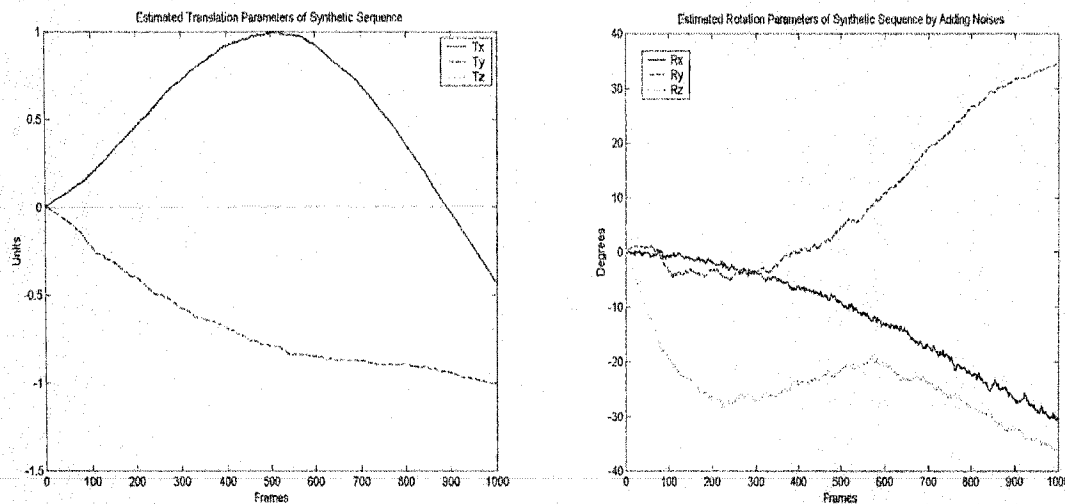 Estimated Translation Parameters of Synthetic Sequence
1
0.5
0
-0.5
-1
-1.5
Units
Tx
Ty
Tz
0 100 200 300 400 500 600 700 800 900 1000
Frames
Estimated Rotation Parameters of Synthetic Sequence by Adding Noises
40
30
20
10
0
-10
-20
-30
-40
Degrees
Rx
Ry
Rz
0 100 200 300 400 500 600 700 800 900 1000
Frames